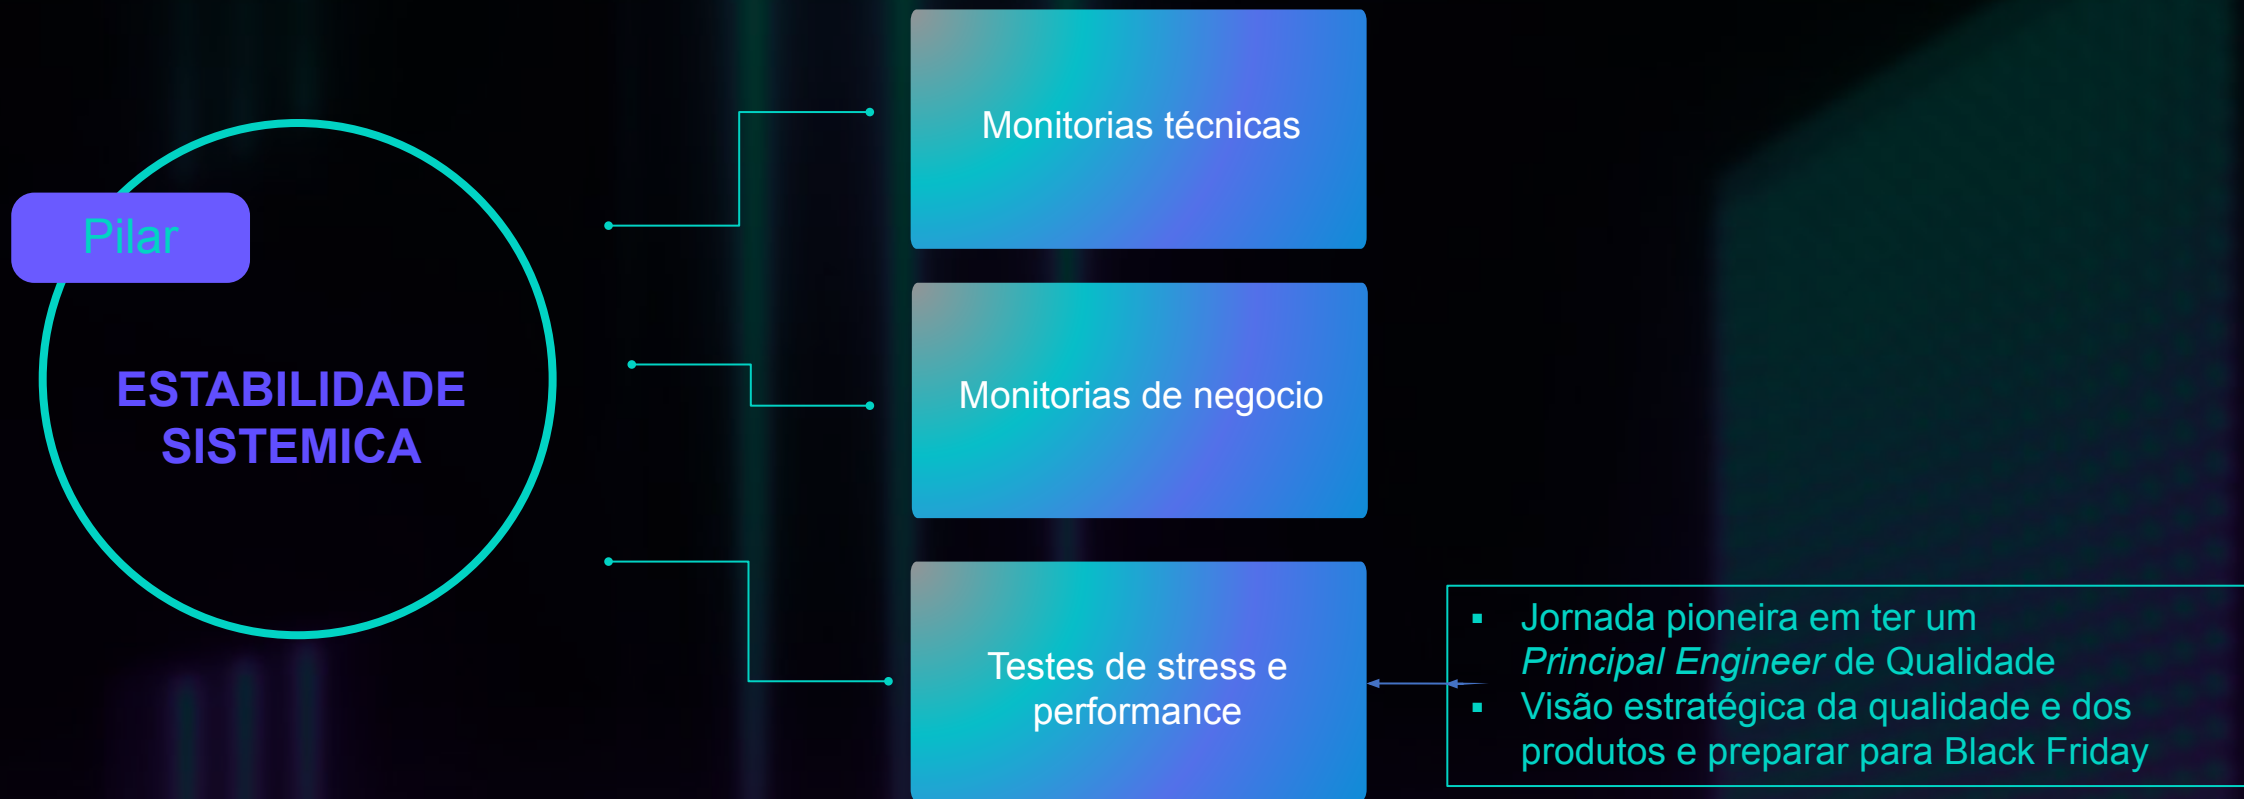 Pilar
ESTABILIDADE
SISTEMICA
Monitorias técnicas
Monitorias de negocio
Testes de stress e
performance
▪ Jornada pioneira em ter um
Principal Engineer de Qualidade
▪ Visão estratégica da qualidade e dos
produtos e preparar para Black Friday